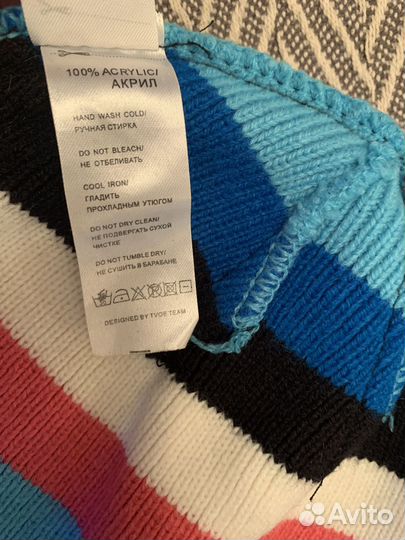 100% ACRYLIC/
АКРИЛ
HAND WASH COLD/
РУЧНАЯ СТИРКА
DO NOT BLEACH/
НЕ ОТБЕЛИВАТЬ
COOL IRON/
ГЛАДИТЬ
ПРОХЛАДНЫМ УТЮГОМ
DO NOT DRY CLEAN/
НЕ ПОДВЕРГАТЬ СУХОЙ
ЧИСТКЕ
DO NOT TUMBLE DRY/
НЕ СУШИТЬ В БАРАБАНЕ
DESIGNED BY TVOE TEAM
Avito